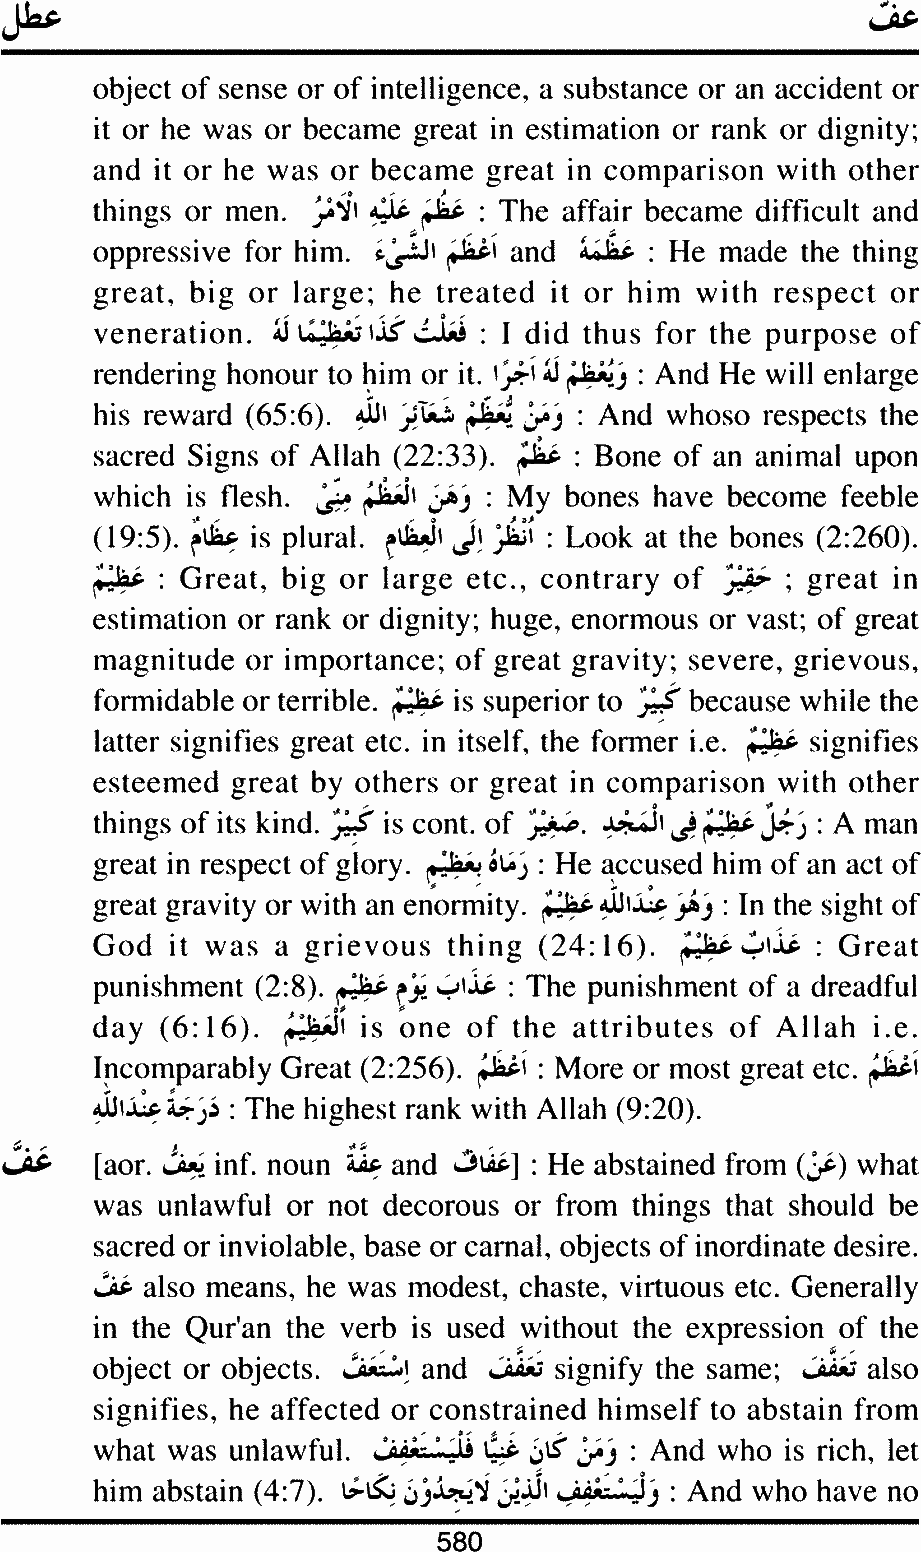 عطل عفّ
object of sense or of intelligence, a substance or an accident or
it or he was or became great in estimation or rank or dignity;
and it or he was or became great in comparison with other
things or men. عَظُمَ عَلَيْهِ الْاَمْرُ : The affair became difficult and
oppressive for him. اَعْظَمَ الشَّيْءَ and عَظَّمَهُ : He made the thing
great, big or large; he treated it or him with respect or
veneration. فَعَلْتُ كَذَا تَعْظِيْمًا لَهُ : I did thus for the purpose of
rendering honour to him or it. وَيُعْظِمْ لَهُ اَجْرًا : And He will enlarge
his reward (65:6). وَمَنْ يُّعَظِّمْ شَعَآئِرَ اللّٰهِ : And whoso respects the
sacred Signs of Allah (22:33). عَظْمٌ : Bone of an animal upon
which is flesh. وَهَنَ الْعَظْمُ مِنِّىْ : My bones have become feeble
(19:5). عِظَامٌ is plural. اُنْظُرْ اِلَى الْعِظَامِ : Look at the bones (2:260).
عَظِيْمٌ : Great, big or large etc., contrary of حَقِيْرٌ ; great in
estimation or rank or dignity; huge, enormous or vast; of great
magnitude or importance; of great gravity; severe, grievous,
formidable or terrible. عَظِيْمٌ is superior to كَبِيْرٌ because while the
latter signifies great etc. in itself, the former i.e. عَظِيْمٌ signifies
esteemed great by others or great in comparison with other
things of its kind. كَبِيْرٌ is cont. of صَغِيْرٌ. رَجُلٌ عَظِيْمٌ فِى الْمَجْدِ : A man
great in respect of glory. رَمَاهُ بِعَظِيْمٍ : He accused him of an act of
great gravity or with an enormity. وَهُوَ عِنْدَاللّٰهِ عَظِيْمٌ : In the sight of
God it was a grievous thing (24:16). عَذَابٌ عَظِيْمٌ : Great
punishment (2:8). عَذَابَ يَوْمٍ عَظِيْمٍ : The punishment of a dreadful
day (6:16). اَلْعَظِيْمُ is one of the attributes of Allah i.e.
Incomparably Great (2:256). اَعْظَمُ : More or most great etc. اَعْظَمُ
دَرَجَةً عِنْدَاللّٰهِ : The highest rank with Allah (9:20).
عَفَّ [aor. يَعِفُّ inf. noun عِفَّةٌ and عَفَافٌ] : He abstained from (عَنْ) what
was unlawful or not decorous or from things that should be
sacred or inviolable, base or carnal, objects of inordinate desire.
عَفَّ also means, he was modest, chaste, virtuous etc. Generally
in the Qur'an the verb is used without the expression of the
object or objects. اِسْتَعَفَّ and تَعَفَّفَ signify the same; تَعَفَّفَ also
signifies, he affected or constrained himself to abstain from
what was unlawful. وَمَنْ كَانَ غَنِيًّا فَلْيَسْتَعْفِفْ : And who is rich, let
him abstain (4:7). وَلْيَسْتَعْفِفِ الَّذِيْنَ لَايَجِدُوْنَ نِكَاحًا : And who have no
580